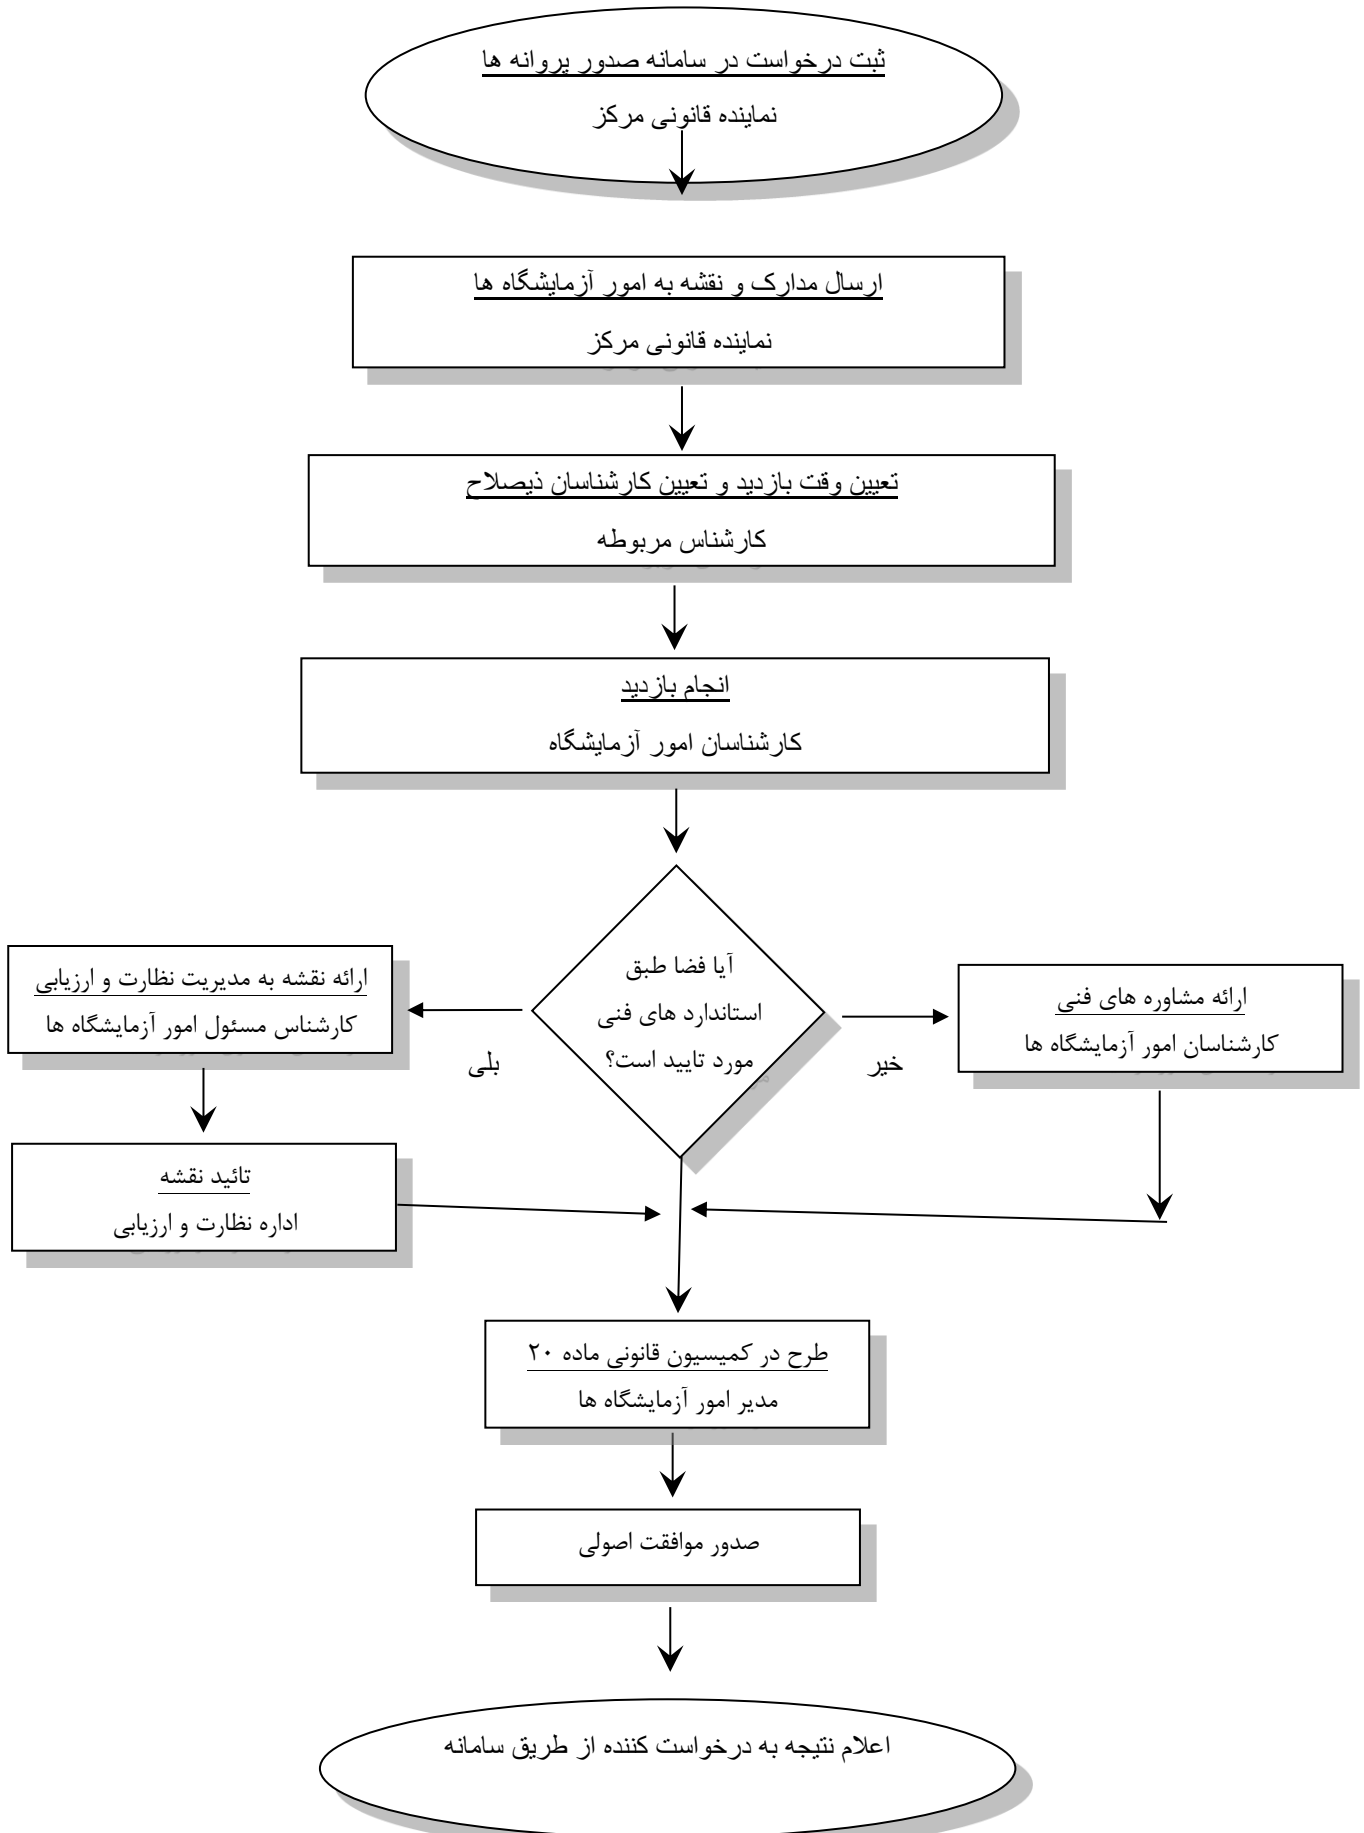 ثبت درخواست در سامانه صدور پروانه ها
نماینده قانونی مرکز
ارسال مدارک و نقشه به امور آزمایشگاه ها
نماینده قانونی مرکز
تعیین وقت بازدید و تعیین کارشناسان ذیصلاح
کارشناس مربوطه
انجام بازدید
کارشناسان امور آزمایشگاه
آیا فضا طبق
استاندارد های فنی
مورد تایید است؟
خیر
ارائه مشاوره های فنی
کارشناسان امور آزمایشگاه ها
بلی
ارائه نقشه به مدیریت نظارت و ارزیابی
کارشناس مسئول امور آزمایشگاه ها
تائید نقشه
اداره نظارت و ارزیابی
طرح در کمیسیون قانونی ماده ۲۰
مدیر امور آزمایشگاه ها
صدور موافقت اصولی
اعلام نتیجه به درخواست کننده از طریق سامانه